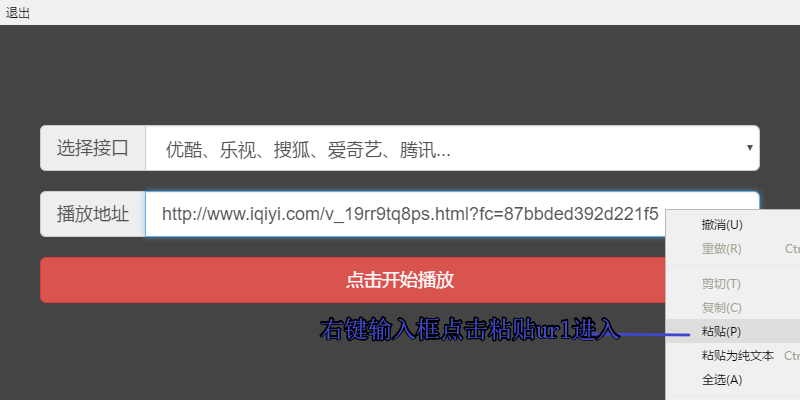 退出
选择接口
优酷、乐视、搜狐、爱奇艺、腾讯...
播放地址
http://www.iqiyi.com/v_19rr9tq8ps.html?fc=87bbded392d221f5
点击开始播放
右键输入框点击粘贴url进入
撤消(U)
重做(R) Ctr
剪切(T)
复制(C)
粘贴(P)
粘贴为纯文本 Ctr
全选(A)